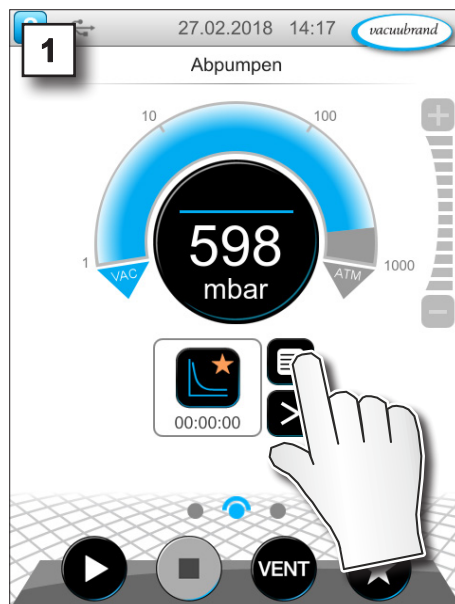 1
27.02.2018 14:17
vacuubrand
Abpumpen
10
100
1
1000
VAC
ATM
598
mbar
00:00:00
VENT